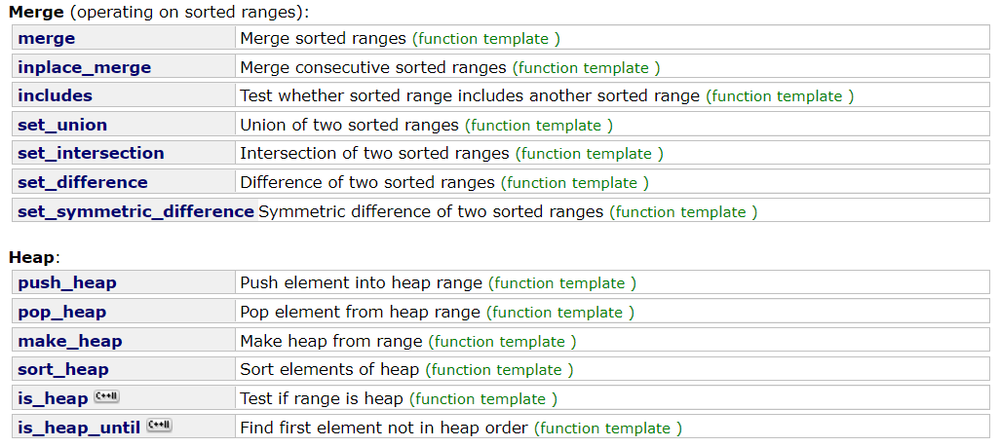 Merge (operating on sorted ranges):
merge Merge sorted ranges (function template )
inplace_merge Merge consecutive sorted ranges (function template )
includes Test whether sorted range includes another sorted range (function template )
set_union Union of two sorted ranges (function template )
set_intersection Intersection of two sorted ranges (function template )
set_difference Difference of two sorted ranges (function template )
set_symmetric_difference Symmetric difference of two sorted ranges (function template )
Heap:
push_heap Push element into heap range (function template )
pop_heap Pop element from heap range (function template )
make_heap Make heap from range (function template )
sort_heap Sort elements of heap (function template )
is_heap C++11 Test if range is heap (function template )
is_heap_until C++11 Find first element not in heap order (function template )